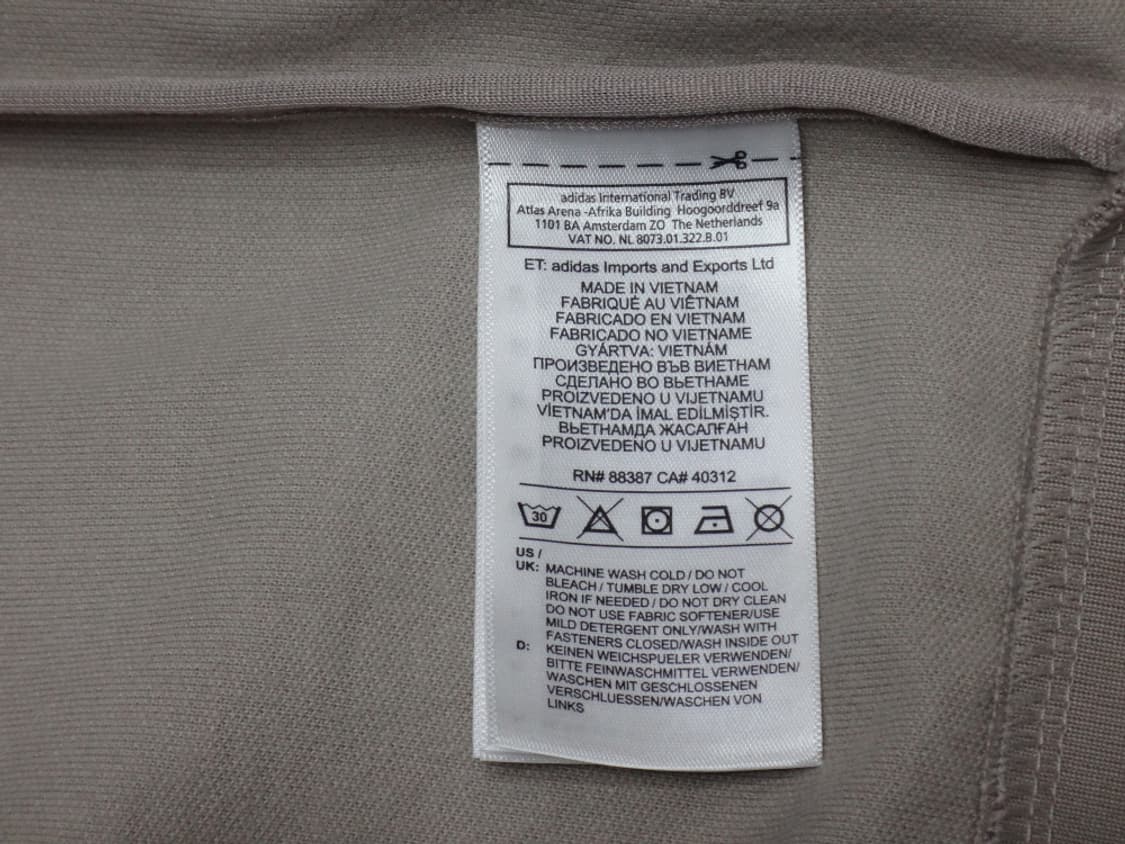 adidas International Trading BV
Atlas Arena -Afrika Building Hoogoorddreef 9a
1101 BA Amsterdam ZO The Netherlands
VAT NO. NL 8073.01.322.B.01
ET: adidas Imports and Exports Ltd
MADE IN VIETNAM
FABRIQUÉ AU VIÊTNAM
FABRICADO EN VIETNAM
FABRICADO NO VIETNAME
GYÁRTVA: VIETNÁM
ПРОИЗВЕДЕНО ВЪВ ВИЕТНАМ
СДЕЛАНО ВО ВЬЕТНАМЕ
PROIZVEDENO U VIJETNAMU
VİETNAM'DA İMAL EDİLMİŞTİR.
ВЬЕТНАМДА ЖАСАЛҒАН
PROIZVEDENO U VIJETNAMU
RN# 88387 CA# 40312
30
US /
UK: MACHINE WASH COLD / DO NOT
BLEACH / TUMBLE DRY LOW / COOL
IRON IF NEEDED / DO NOT DRY CLEAN
DO NOT USE FABRIC SOFTENER/USE
MILD DETERGENT ONLY/WASH WITH
FASTENERS CLOSED/WASH INSIDE OUT
D: KEINEN WEICHSPUELER VERWENDEN/
BITTE FEINWASCHMITTEL VERWENDEN/
WASCHEN MIT GESCHLOSSENEN
VERSCHLUESSEN/WASCHEN VON
LINKS